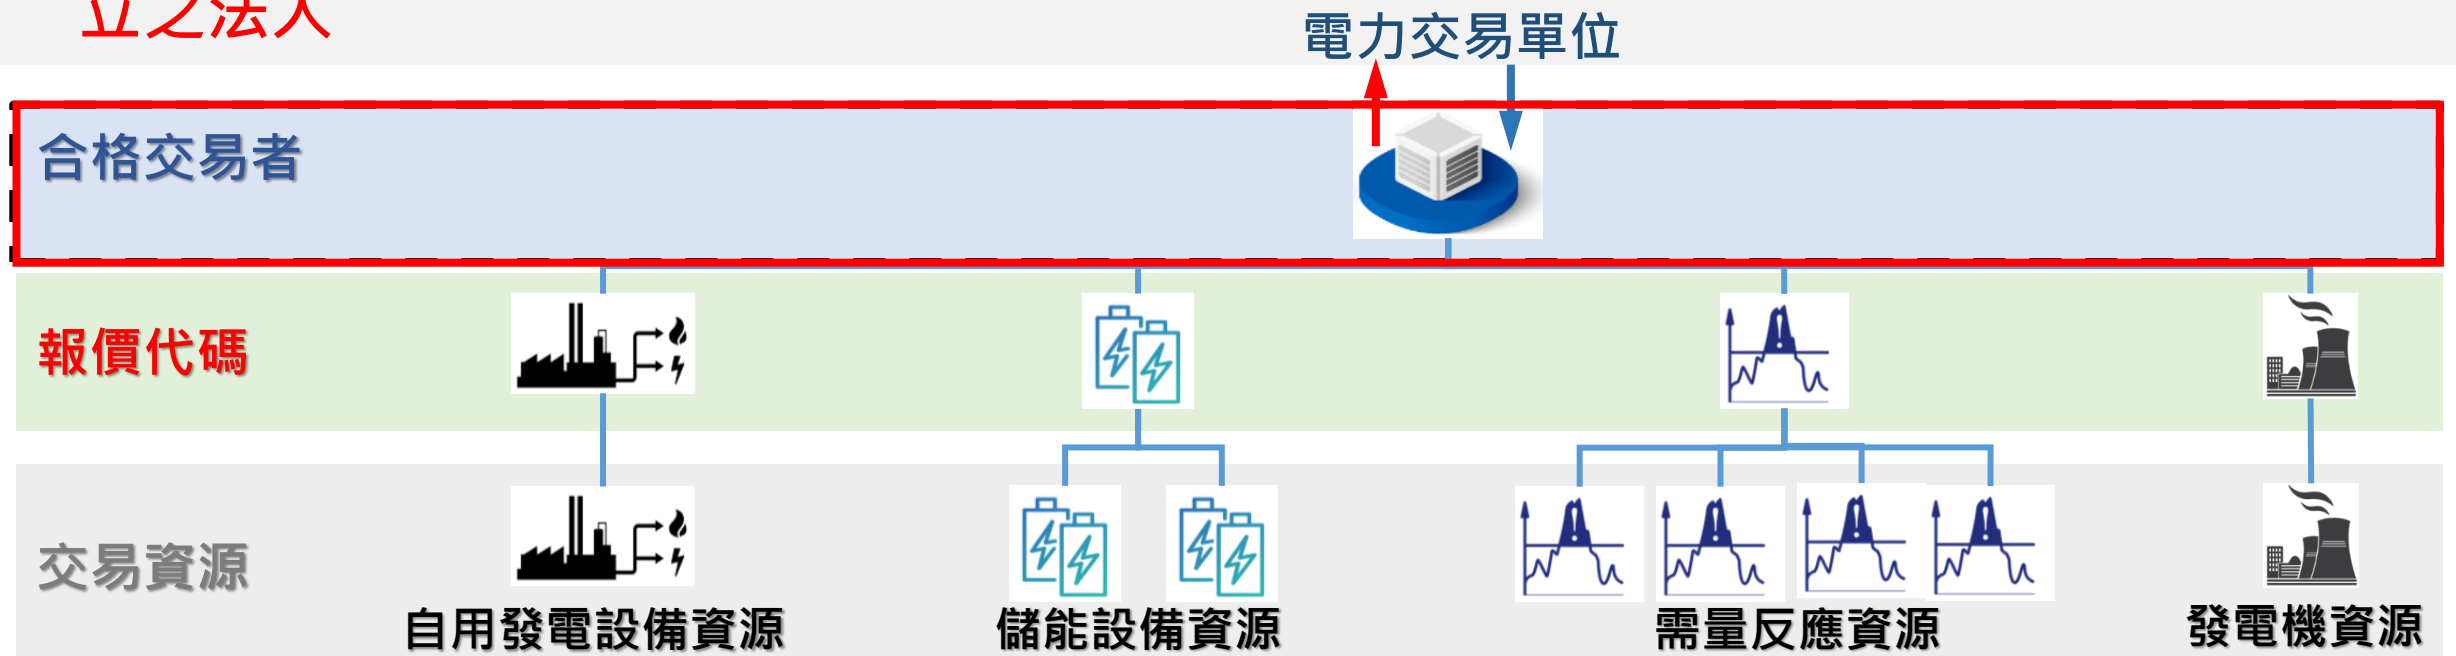 立之法人
電力交易單位
合格交易者
報價代碼
交易資源
自用發電設備資源
儲能設備資源
需量反應資源
發電機資源